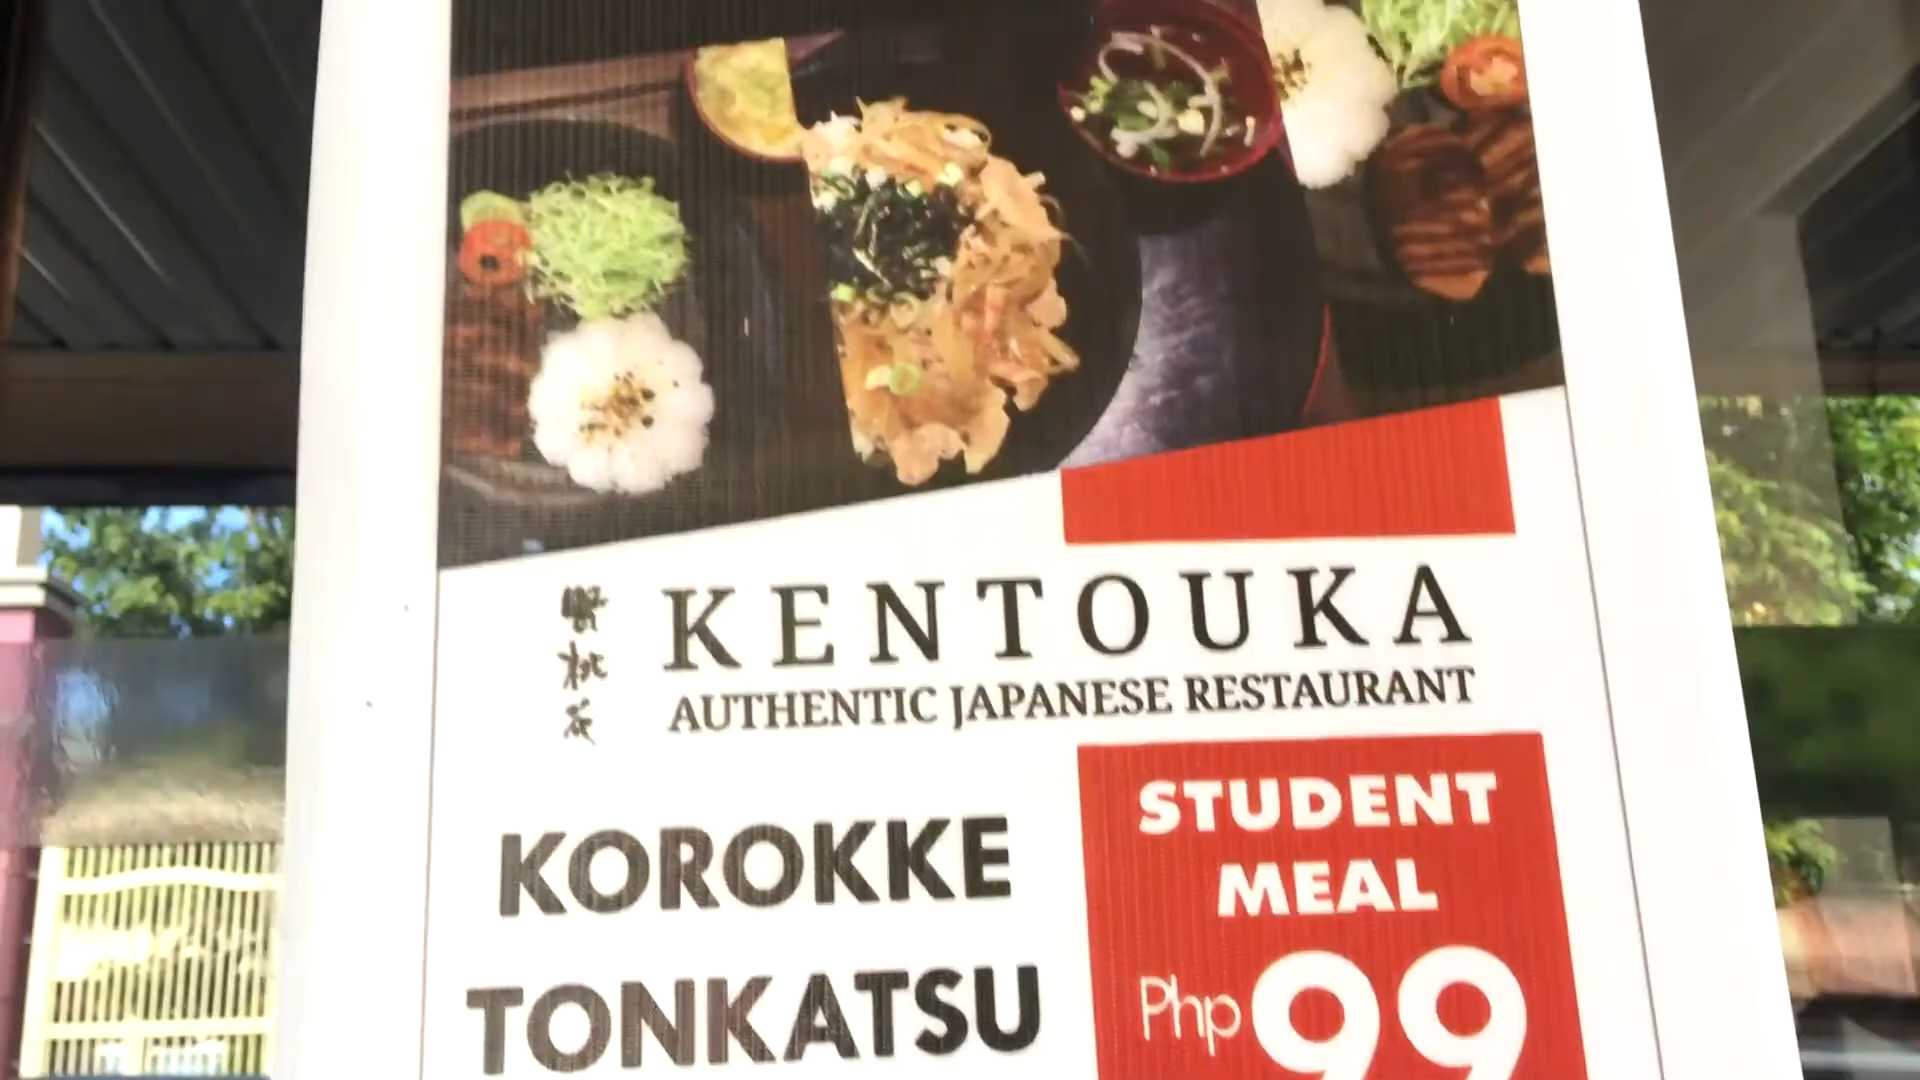 KENTOUKA
AUTHENTIC JAPANESE RESTAURANT
KOROKKE
TONKATSU
STUDENT
MEAL
Php 99